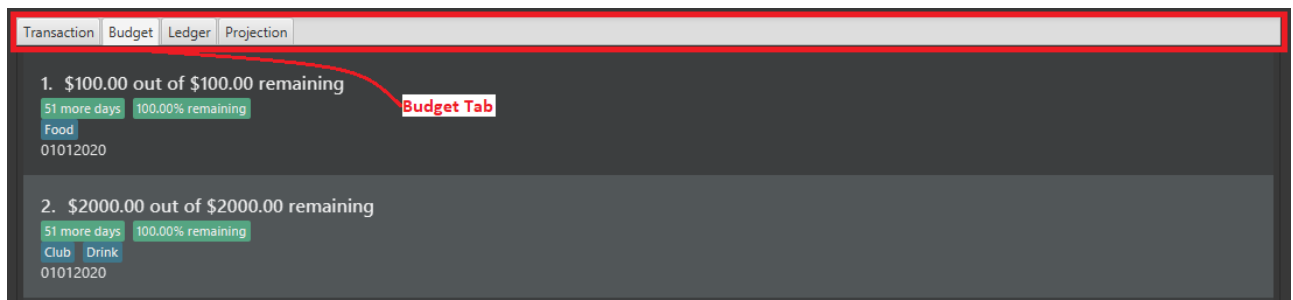 Transaction Budget Ledger Projection
1. $100.00 out of $100.00 remaining
51 more days 100.00% remaining
Budget Tab
Food
01012020
2. $2000.00 out of $2000.00 remaining
51 more days 100.00% remaining
Club Drink
01012020